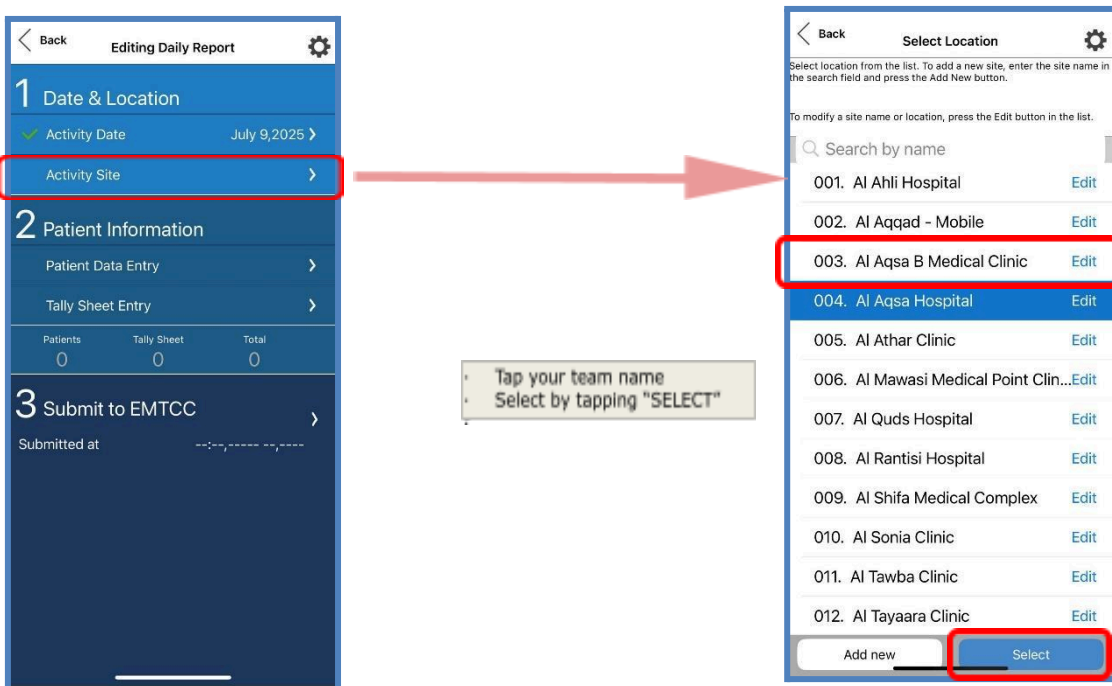 Back
Editing Daily Report
1 Date & Location
Activity Date July 9,2025
Activity Site
2 Patient Information
Patient Data Entry
Tally Sheet Entry
Patients Tally Sheet Total
0 0 0
3 Submit to EMTCC
Submitted at --:--,----- --,----
Tap your team name
Select by tapping "SELECT"
Back
Select Location
Select location from the list. To add a new site, enter the site name in
the search field and press the Add New button.
To modify a site name or location, press the Edit button in the list.
Search by name
001. Al Ahli Hospital Edit
002. Al Aqqad - Mobile Edit
003. Al Aqsa B Medical Clinic Edit
004. Al Aqsa Hospital Edit
005. Al Athar Clinic Edit
006. Al Mawasi Medical Point Clin...Edit
007. Al Quds Hospital Edit
008. Al Rantisi Hospital Edit
009. Al Shifa Medical Complex Edit
010. Al Sonia Clinic Edit
011. Al Tawba Clinic Edit
012. Al Tayaara Clinic Edit
Add new Select